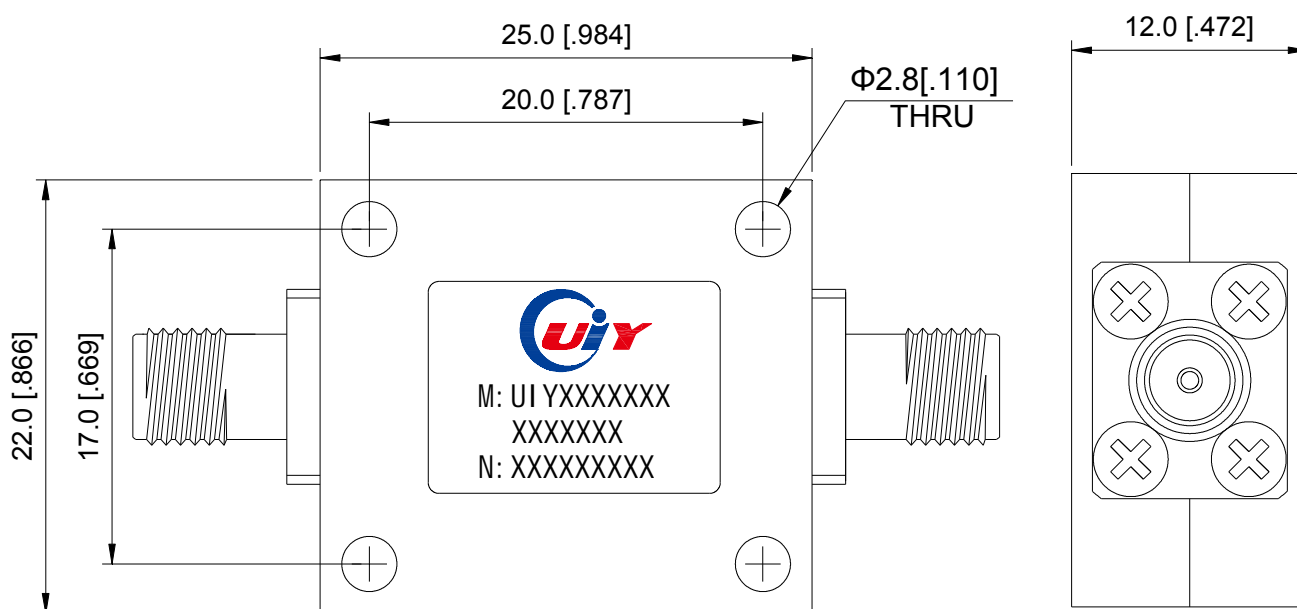 25.0 [.984]
12.0 [.472]
20.0 [.787]
Φ2.8[.110]
THRU
22.0 [.866]
17.0 [.669]
UiY
M: UIYXXXXXXX
XXXXXXX
N: XXXXXXXXX